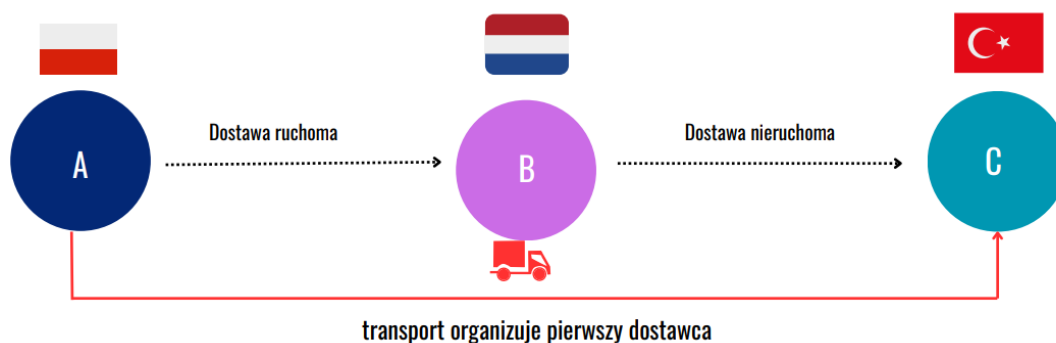 Dostawa ruchoma
Dostawa nieruchoma
A
B
C
transport organizuje pierwszy dostawca